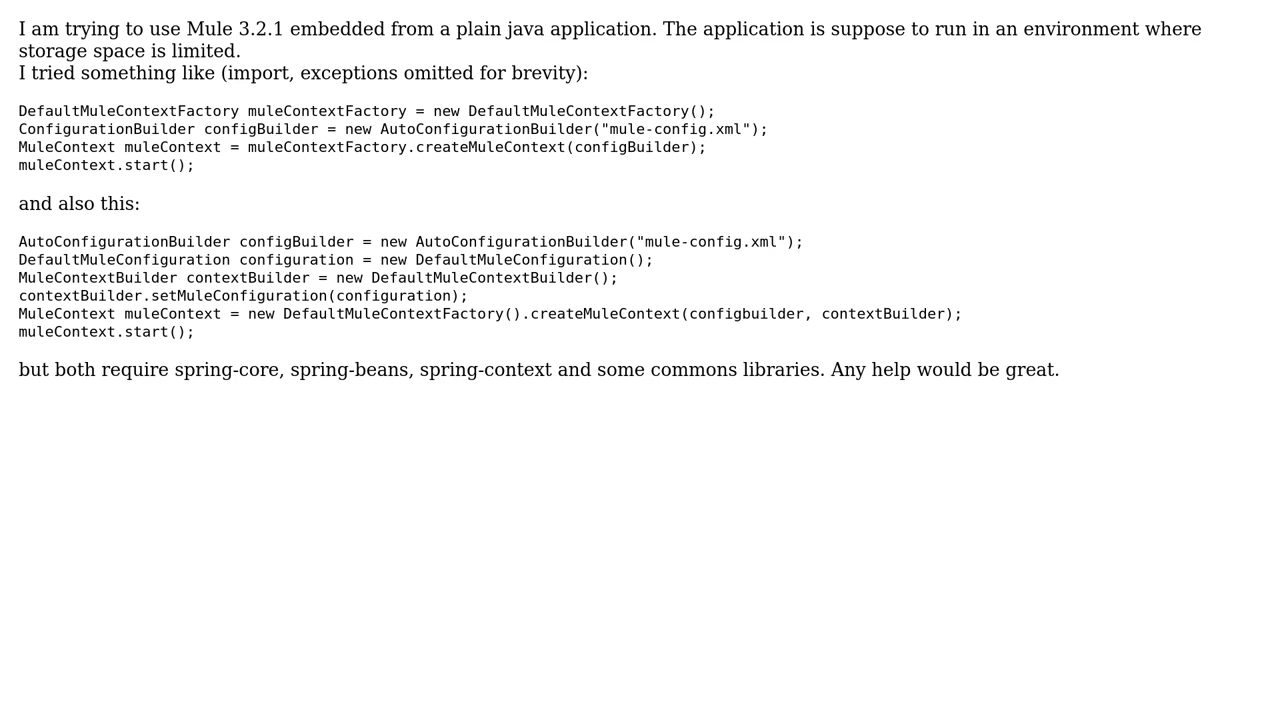 I am trying to use Mule 3.2.1 embedded from a plain java application. The application is suppose to run in an environment where
storage space is limited.
I tried something like (import, exceptions omitted for brevity):
DefaultMuleContextFactory muleContextFactory = new DefaultMuleContextFactory();
ConfigurationBuilder configBuilder = new AutoConfigurationBuilder("mule-config.xml");
MuleContext muleContext = muleContextFactory.createMuleContext(configBuilder);
muleContext.start();
and also this:
AutoConfigurationBuilder configBuilder = new AutoConfigurationBuilder("mule-config.xml");
DefaultMuleConfiguration configuration = new DefaultMuleConfiguration();
MuleContextBuilder contextBuilder = new DefaultMuleContextBuilder();
contextBuilder.setMuleConfiguration(configuration);
MuleContext muleContext = new DefaultMuleContextFactory().createMuleContext(configbuilder, contextBuilder);
muleContext.start();
but both require spring-core, spring-beans, spring-context and some commons libraries. Any help would be great.